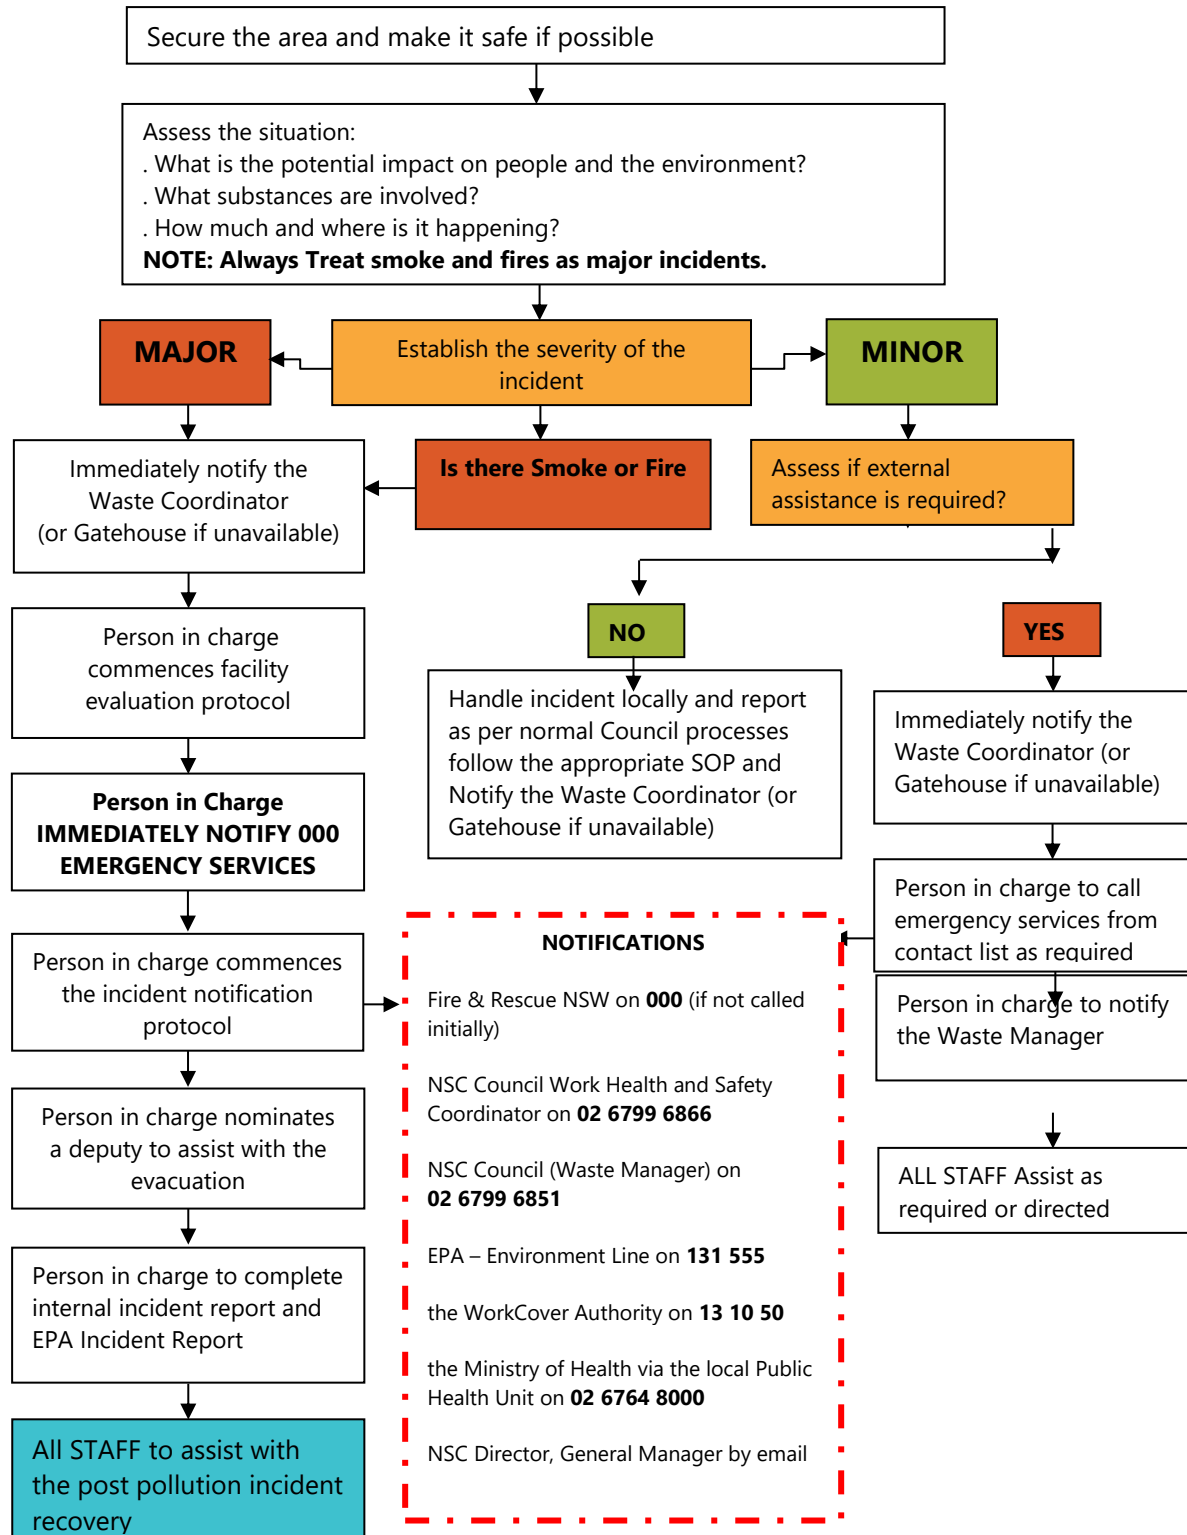 Secure the area and make it safe if possible
Assess the situation:
. What is the potential impact on people and the environment?
. What substances are involved?
. How much and where is it happening?
NOTE: Always Treat smoke and fires as major incidents.
MAJOR
Establish the severity of the
incident
MINOR
Immediately notify the
Waste Coordinator
(or Gatehouse if unavailable)
Is there Smoke or Fire
Assess if external
assistance is required?
Person in charge
commences facility
evaluation protocol
NO
YES
Handle incident locally and report
as per normal Council processes
follow the appropriate SOP and
Notify the Waste Coordinator (or
Gatehouse if unavailable)
Immediately notify the
Waste Coordinator (or
Gatehouse if unavailable)
Person in Charge
IMMEDIATELY NOTIFY 000
EMERGENCY SERVICES
Person in charge to call
emergency services from
contact list as required
Person in charge commences
the incident notification
protocol
Person in charge to notify
the Waste Manager
Person in charge nominates
a deputy to assist with the
evacuation
ALL STAFF Assist as
required or directed
Person in charge to complete
internal incident report and
EPA Incident Report
All STAFF to assist with
the post pollution incident
recovery
NOTIFICATIONS
Fire & Rescue NSW on 000 (if not called
initially)
NSC Council Work Health and Safety
Coordinator on 02 6799 6866
NSC Council (Waste Manager) on
02 6799 6851
EPA – Environment Line on 131 555
the WorkCover Authority on 13 10 50
the Ministry of Health via the local Public
Health Unit on 02 6764 8000
NSC Director, General Manager by email